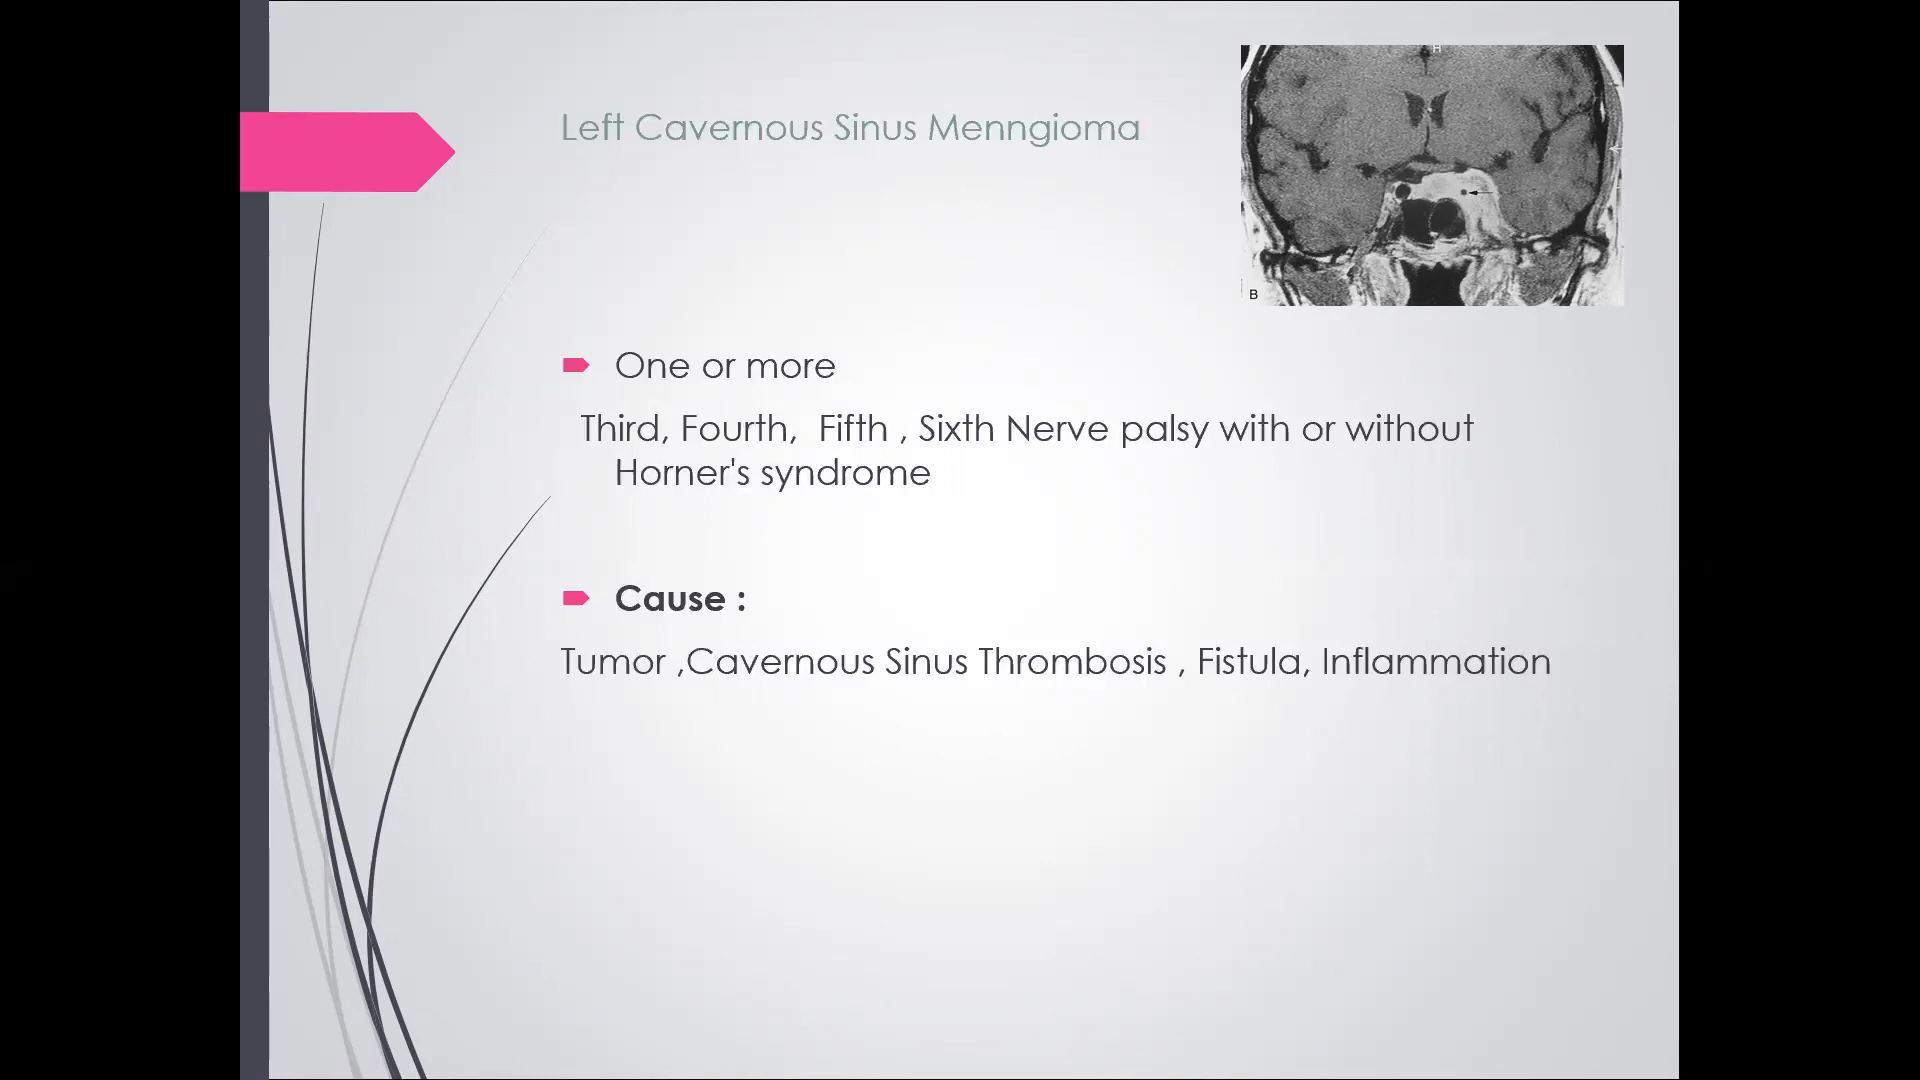 Left Cavernous Sinus Menngioma
H
B
One or more
Third, Fourth,  Fifth , Sixth Nerve palsy with or without
Horner's syndrome
Cause :
Tumor ,Cavernous Sinus Thrombosis , Fistula, Inflammation